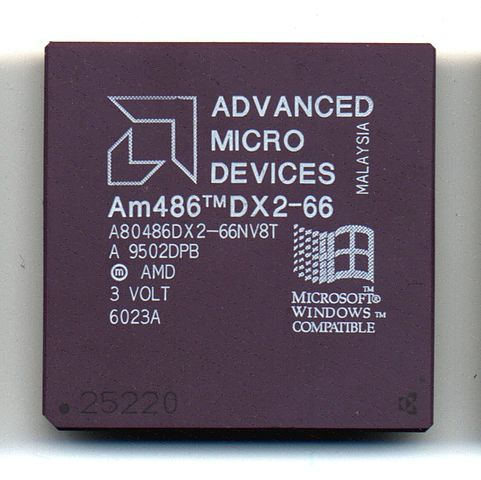 ADVANCED
MICRO
DEVICES
MALAYSIA
Am486™DX2-66
A80486DX2-66NV8T
A 9502DPB
ⓜ AMD
3 VOLT
6023A
MICROSOFT®
WINDOWS™
COMPATIBLE
25220